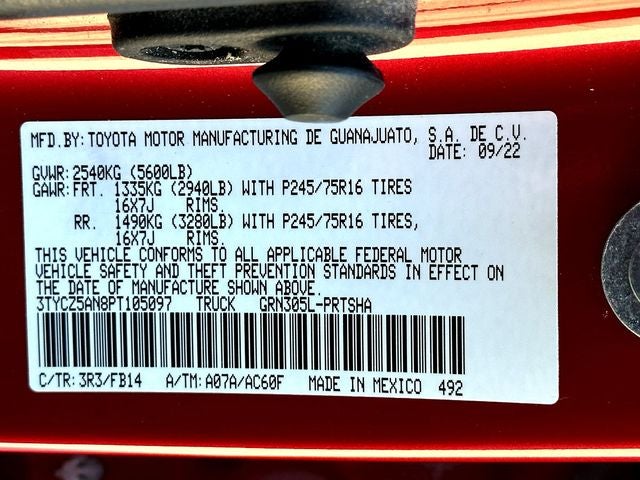 MFD.BY: TOYOTA MOTOR MANUFACTURING DE GUANAJUATO, S.A. DE C.V.
DATE: 09/22
GVWR: 2540KG (5600LB)
GAWR: FRT. 1335KG (2940LB) WITH P245/75R16 TIRES
16X7J RIMS.
RR. 1490KG (3280LB) WITH P245/75R16 TIRES,
16X7J RIMS.
THIS VEHICLE CONFORMS TO ALL APPLICABLE FEDERAL MOTOR
VEHICLE SAFETY AND THEFT PREVENTION STANDARDS IN EFFECT ON
THE DATE OF MANUFACTURE SHOWN ABOVE.
3TYCZ5AN8PT105097 TRUCK GRN305L-PRTSHA
C/TR: 3R3/FB14 A/TM: A07A/AC60F MADE IN MEXICO 492